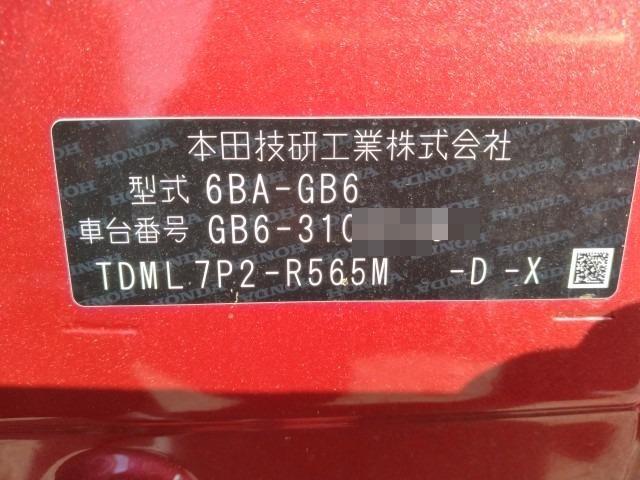 本田技研工業株式会社
型式 6BA-GB6
車台番号 GB6-310
TDML7P2-R565M -D -X